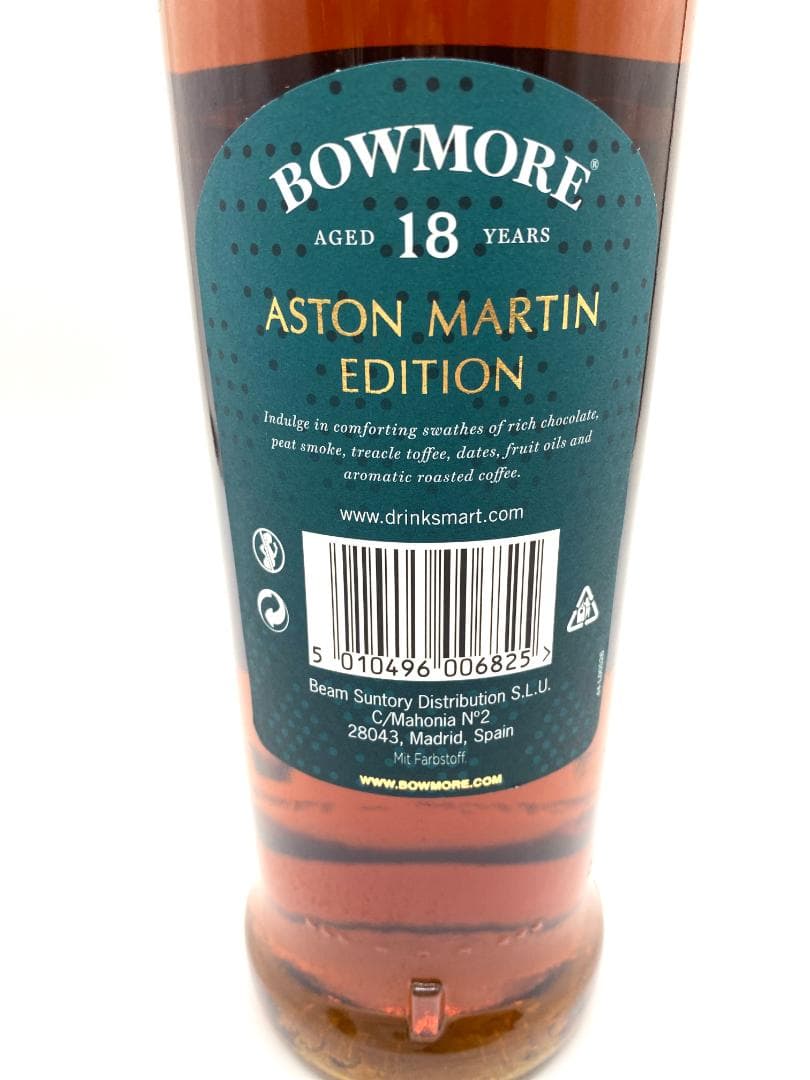 BOWMORE®
AGED 18 YEARS
ASTON MARTIN
EDITION
Indulge in comforting swathes of rich chocolate,
peat smoke, treacle toffee, dates, fruit oils and
aromatic roasted coffee.
www.drinksmart.com
5 010496 006825 >
Beam Suntory Distribution S.L.U.
C/Mahonia Nº2
28043, Madrid, Spain
Mit Farbstoff.
WWW.BOWMORE.COM